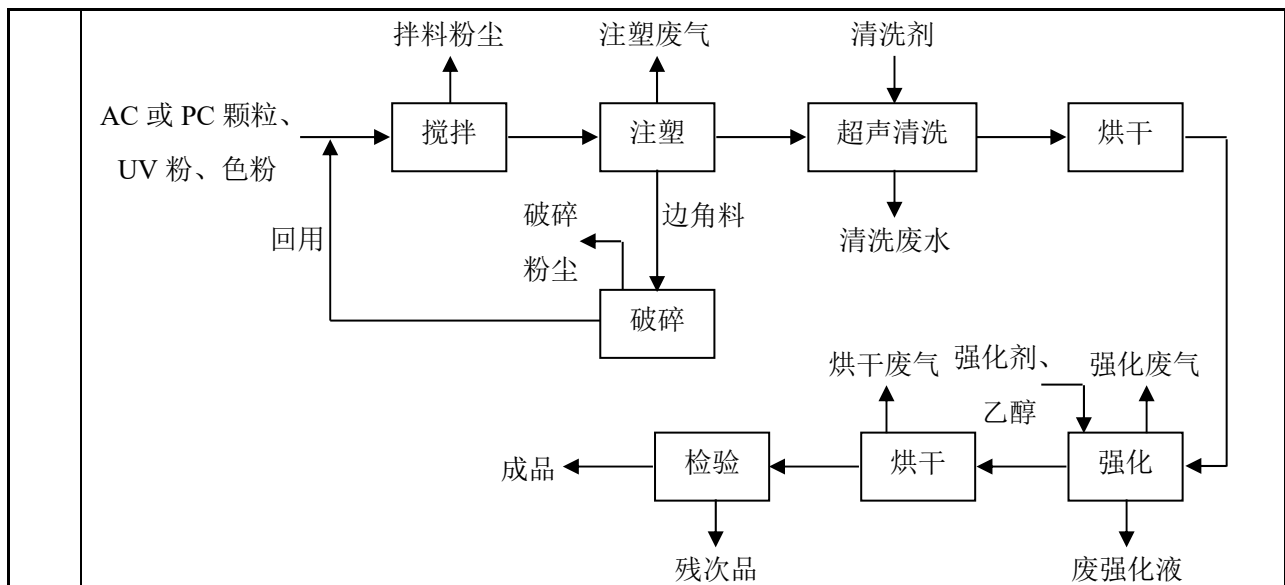 拌料粉尘
注塑废气
清洗剂
AC 或 PC 颗粒、
UV 粉、色粉
搅拌
注塑
超声清洗
烘干
回用
破碎
粉尘
边角料
清洗废水
破碎
烘干废气
强化剂、
乙醇
强化废气
成品
检验
烘干
强化
残次品
废强化液